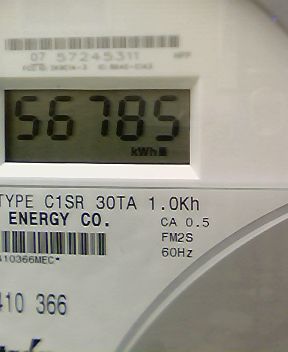 07 57245311
56785
kWh
TYPE C1SR 30TA 1.0Kh
ENERGY CO.
CA 0.5
FM2S
60Hz
410366MEC*
410 366